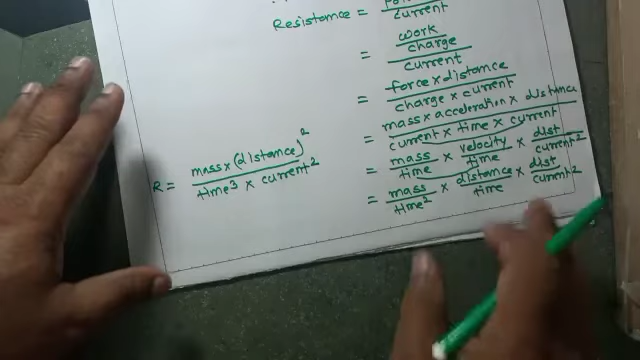 Resistance = / current
= work / charge / current
= force × distance / charge × current
= mass × acceleration × distance / current × time × current
= mass / time × velocity / time × dist / current²
= mass / time² × distance / time × dist / current²
R = mass × (distance)² / time³ × current²